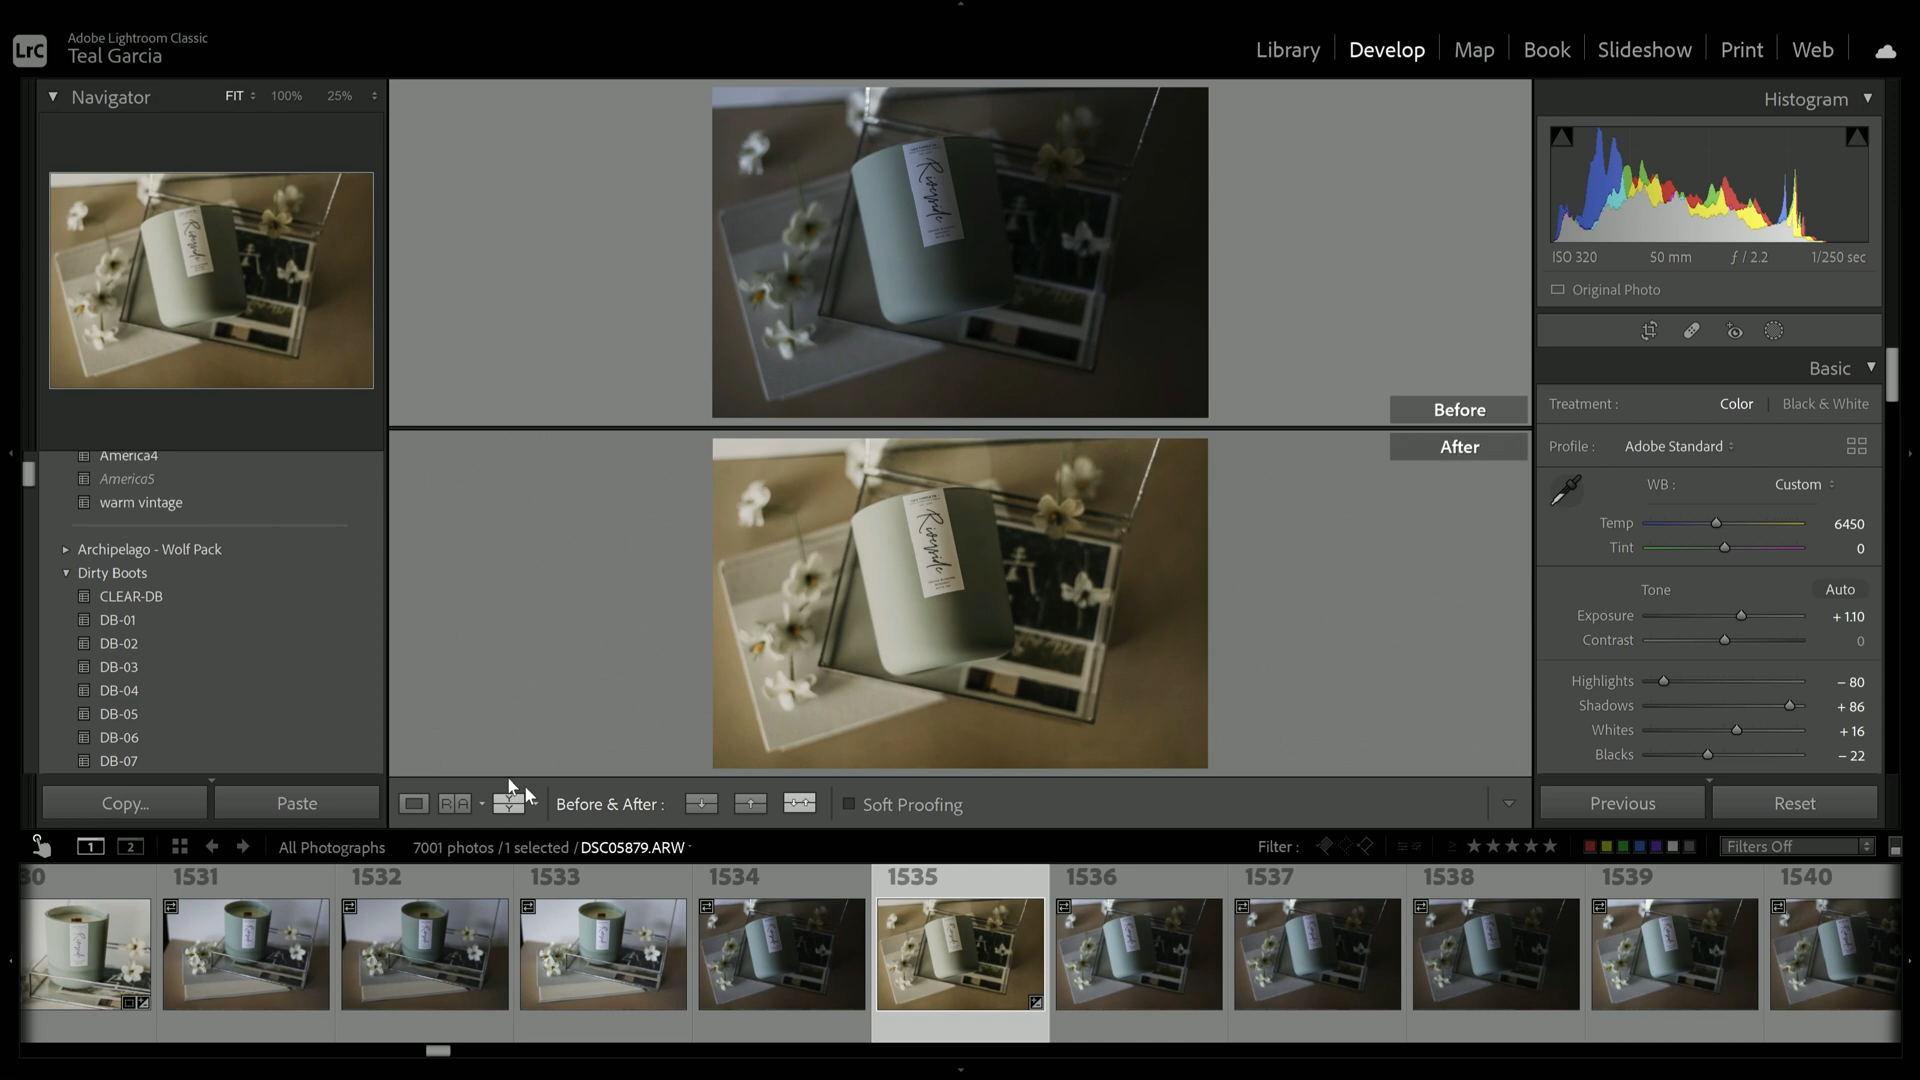 LrC
Adobe Lightroom Classic
Teal Garcia
Library
Develop
Map
Book
Slideshow
Print
Web
Navigator
FIT
100%
25%
America4
America5
warm vintage
Archipelago - Wolf Pack
Dirty Boots
CLEAR-DB
DB-01
DB-02
DB-03
DB-04
DB-05
DB-06
DB-07
Copy...
Paste
Riverside
Before
After
Riverside
R A
Y
Y
Before & After :
Soft Proofing
Histogram
ISO 320
50 mm
ƒ / 2.2
1/250 sec
Original Photo
Basic
Treatment :
Color
Black & White
Profile :
Adobe Standard
WB :
Custom
Temp
6450
Tint
0
Tone
Auto
Exposure
+ 1.10
Contrast
0
Highlights
– 80
Shadows
+ 86
Whites
+ 16
Blacks
– 22
Previous
Reset
1
2
All Photographs
7001 photos / 1 selected / DSC05879.ARW
Filter :
Filters Off
30
1531
1532
1533
1534
1535
1536
1537
1538
1539
1540